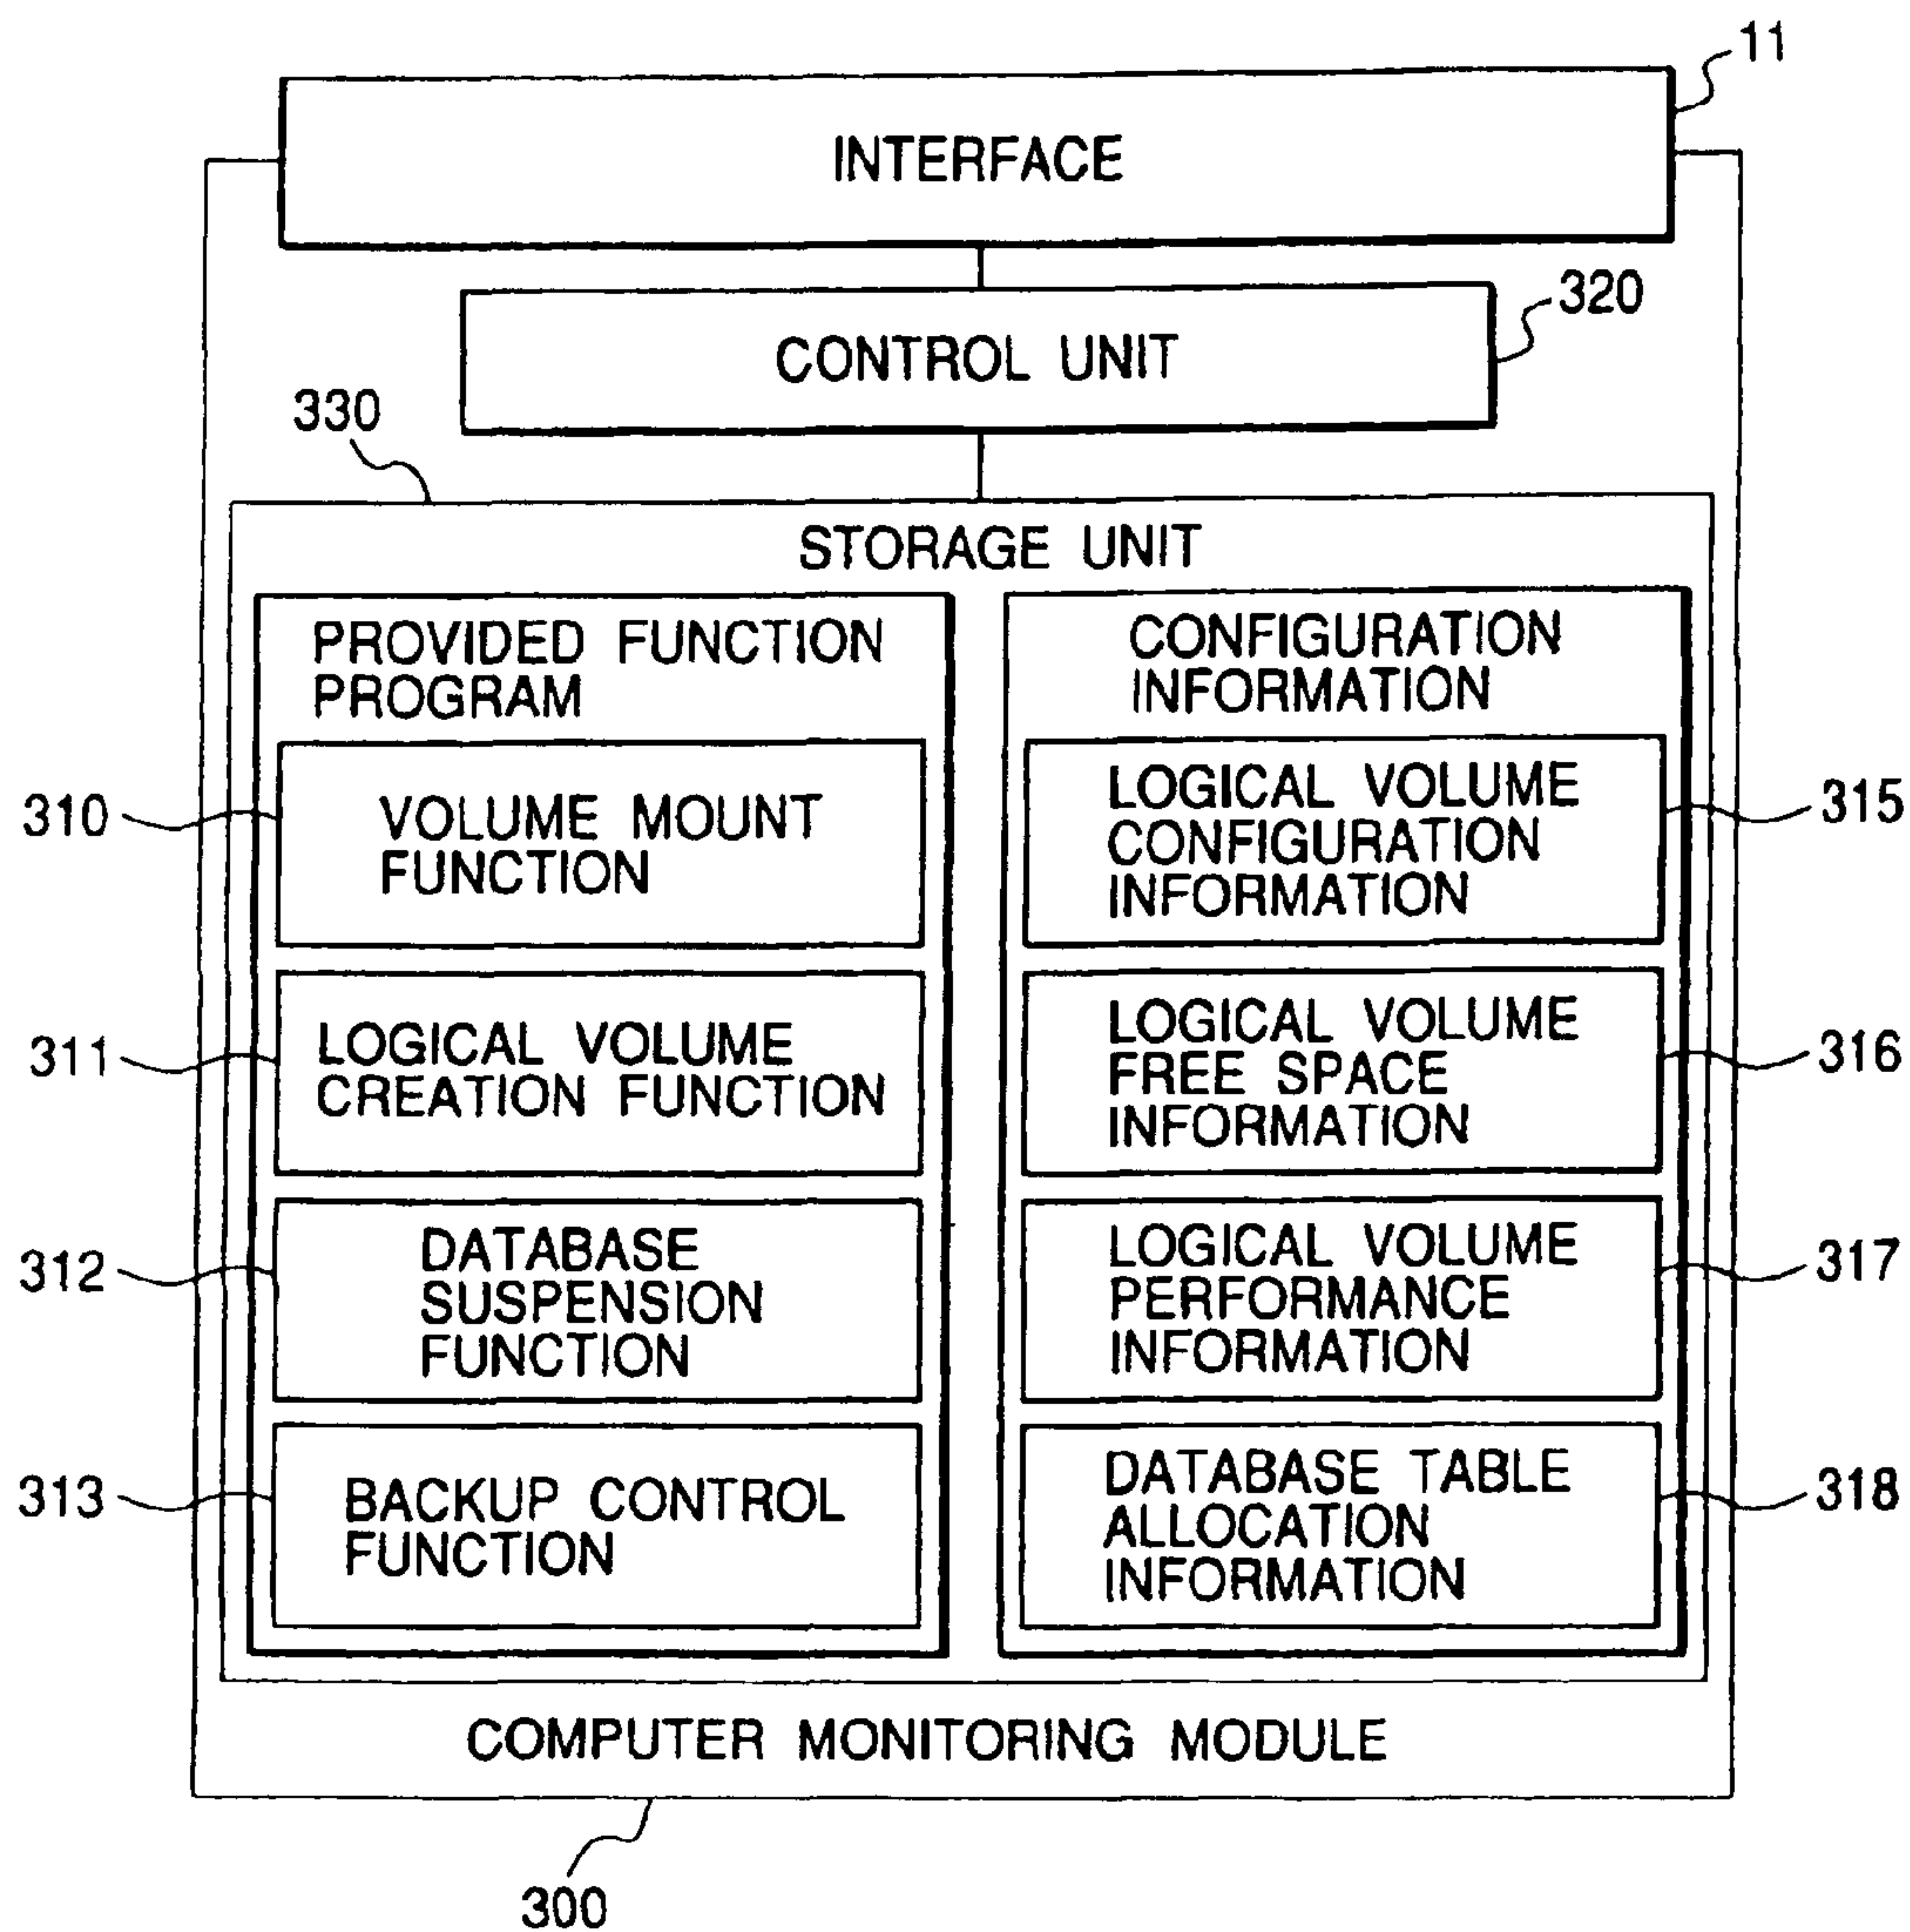 11
INTERFACE
320
CONTROL UNIT
330
STORAGE UNIT
PROVIDED FUNCTION
PROGRAM
310
VOLUME MOUNT
FUNCTION
311
LOGICAL VOLUME
CREATION FUNCTION
312
DATABASE
SUSPENSION
FUNCTION
313
BACKUP CONTROL
FUNCTION
CONFIGURATION
INFORMATION
LOGICAL VOLUME
CONFIGURATION
INFORMATION
315
LOGICAL VOLUME
FREE SPACE
INFORMATION
316
LOGICAL VOLUME
PERFORMANCE
INFORMATION
317
DATABASE TABLE
ALLOCATION
INFORMATION
318
COMPUTER MONITORING MODULE
300